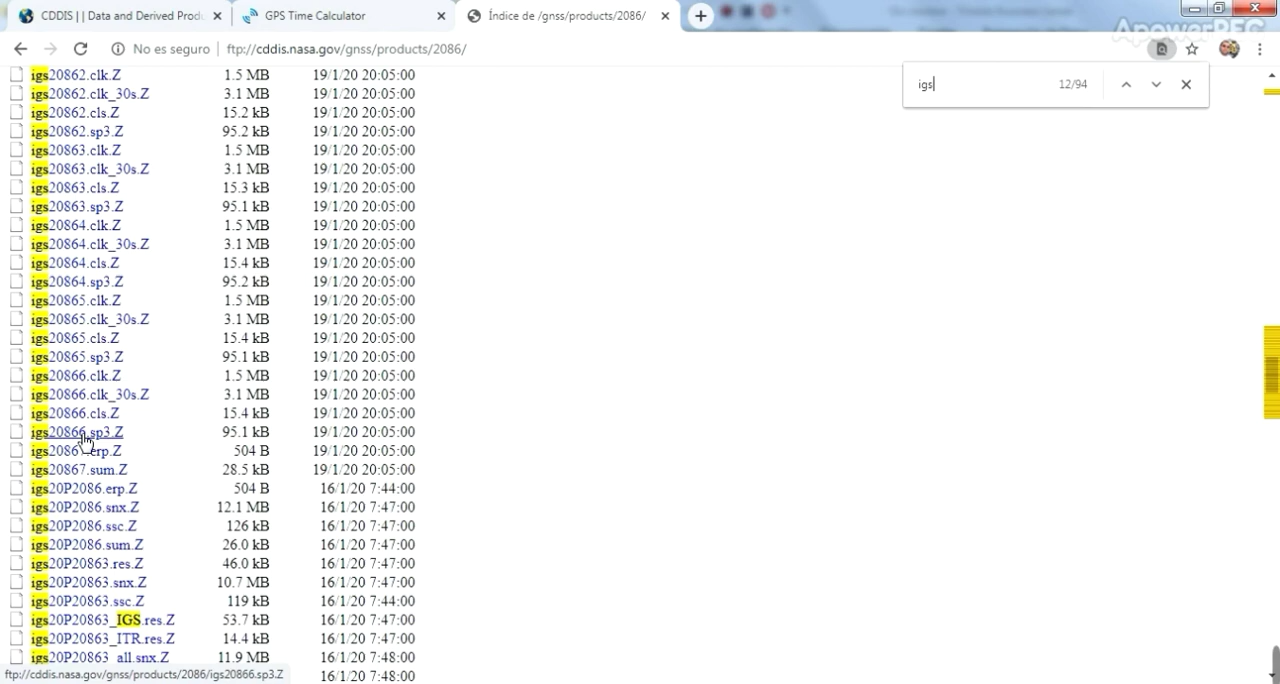 CDDIS | | Data and Derived Produ
GPS Time Calculator
Índice de /gnss/products/2086/
ApowerREC
No es seguro | ftp://cddis.nasa.gov/gnss/products/2086/
igs 12/94
igs20862.clk.Z 1.5 MB 19/1/20 20:05:00
igs20862.clk_30s.Z 3.1 MB 19/1/20 20:05:00
igs20862.cls.Z 15.2 kB 19/1/20 20:05:00
igs20862.sp3.Z 95.2 kB 19/1/20 20:05:00
igs20863.clk.Z 1.5 MB 19/1/20 20:05:00
igs20863.clk_30s.Z 3.1 MB 19/1/20 20:05:00
igs20863.cls.Z 15.3 kB 19/1/20 20:05:00
igs20863.sp3.Z 95.1 kB 19/1/20 20:05:00
igs20864.clk.Z 1.5 MB 19/1/20 20:05:00
igs20864.clk_30s.Z 3.1 MB 19/1/20 20:05:00
igs20864.cls.Z 15.4 kB 19/1/20 20:05:00
igs20864.sp3.Z 95.2 kB 19/1/20 20:05:00
igs20865.clk.Z 1.5 MB 19/1/20 20:05:00
igs20865.clk_30s.Z 3.1 MB 19/1/20 20:05:00
igs20865.cls.Z 15.4 kB 19/1/20 20:05:00
igs20865.sp3.Z 95.1 kB 19/1/20 20:05:00
igs20866.clk.Z 1.5 MB 19/1/20 20:05:00
igs20866.clk_30s.Z 3.1 MB 19/1/20 20:05:00
igs20866.cls.Z 15.4 kB 19/1/20 20:05:00
igs20866.sp3.Z 95.1 kB 19/1/20 20:05:00
igs20867.erp.Z 504 B 19/1/20 20:05:00
igs20867.sum.Z 28.5 kB 19/1/20 20:05:00
igs20P2086.erp.Z 504 B 16/1/20 7:44:00
igs20P2086.snx.Z 12.1 MB 16/1/20 7:47:00
igs20P2086.ssc.Z 126 kB 16/1/20 7:47:00
igs20P2086.sum.Z 26.0 kB 16/1/20 7:47:00
igs20P20863.res.Z 46.0 kB 16/1/20 7:47:00
igs20P20863.snx.Z 10.7 MB 16/1/20 7:47:00
igs20P20863.ssc.Z 119 kB 16/1/20 7:44:00
igs20P20863_IGS.res.Z 53.7 kB 16/1/20 7:47:00
igs20P20863_ITR.res.Z 14.4 kB 16/1/20 7:47:00
igs20P20863_all.snx.Z 11.9 MB 16/1/20 7:48:00
ftp://cddis.nasa.gov/gnss/products/2086/igs20866.sp3.Z 16/1/20 7:48:00